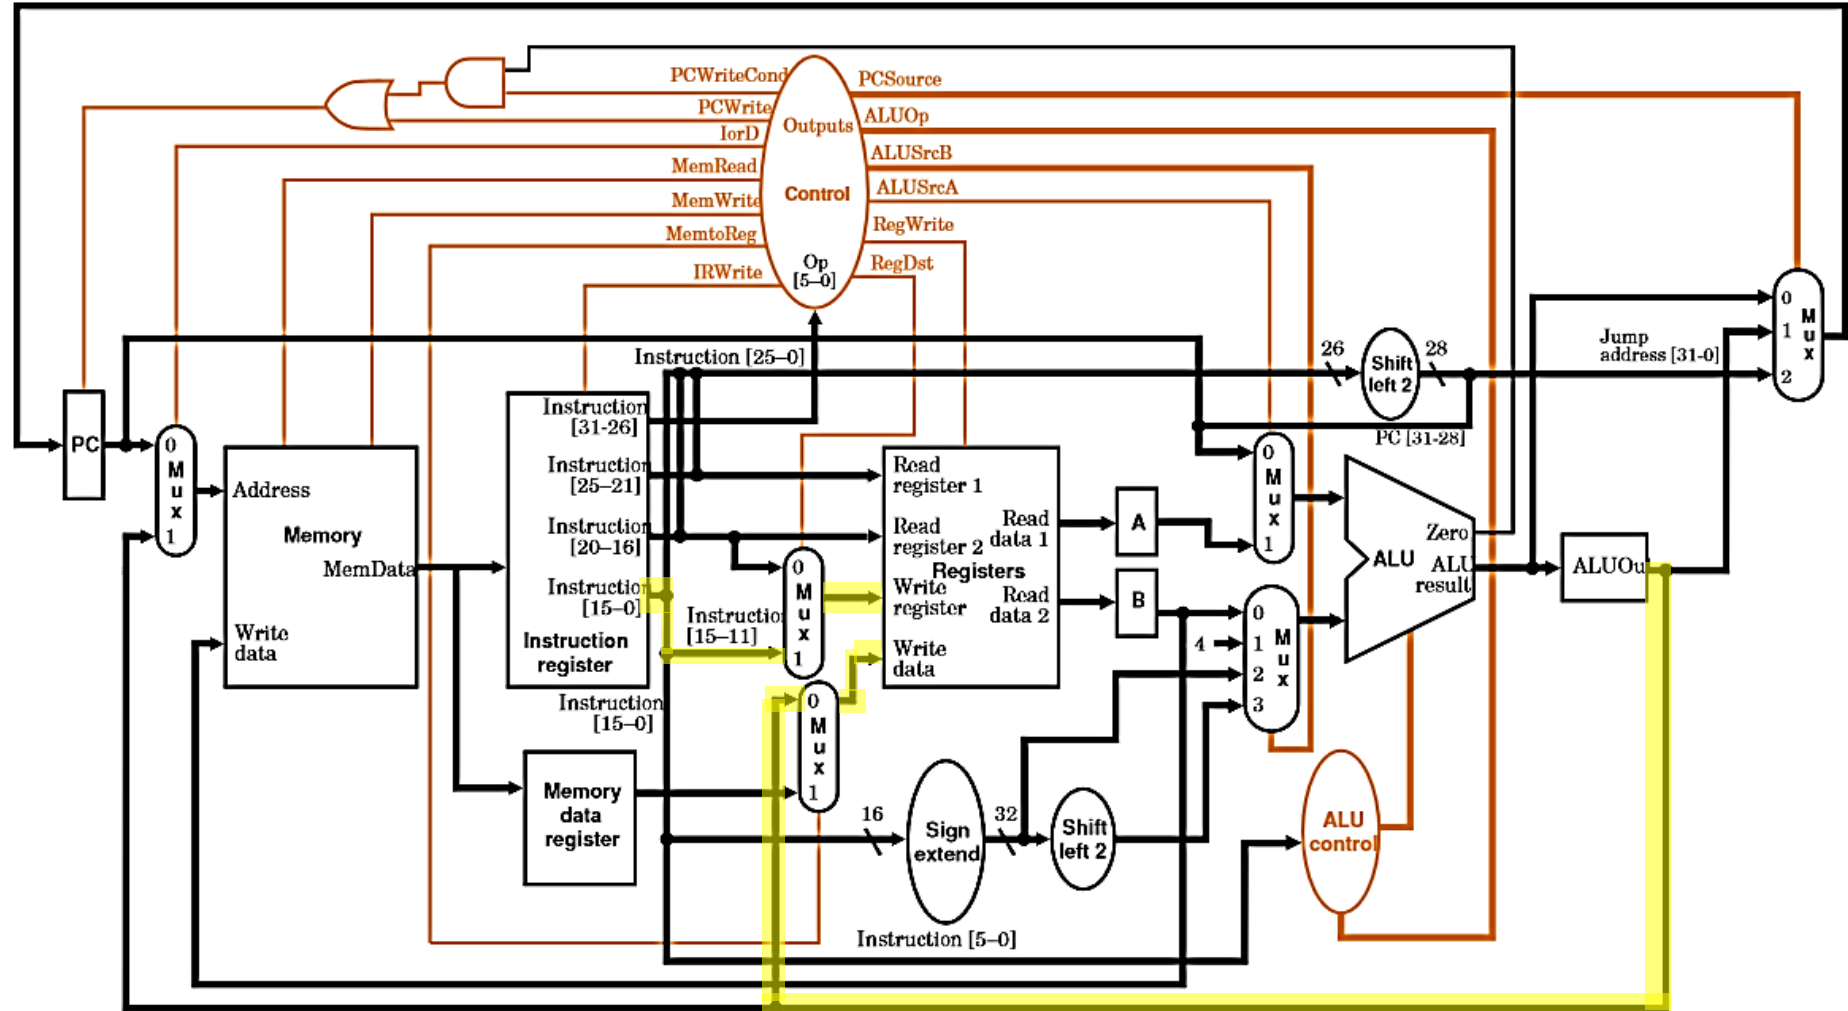 PCWriteCond
PCWrite
IorD
MemRead
MemWrite
MemtoReg
IRWrite
Outputs
Control
Op
[5–0]
PCSource
ALUOp
ALUSrcB
ALUSrcA
RegWrite
RegDst
PC
0
M
u
x
1
Address
Memory
MemData
Write
data
Instruction
[31-26]
Instruction
[25–21]
Instruction
[20–16]
Instruction
[15–0]
Instruction
register
Instruction [25–0]
Instruction
[15–11]
Instruction
[15–0]
Memory
data
register
0
M
u
x
1
0
M
u
x
1
Read
register 1
Read
register 2
Registers
Write
register
Write
data
Read
data 1
Read
data 2
A
B
16
Sign
extend
32
Shift
left 2
Instruction [5–0]
26
Shift
left 2
28
PC [31-28]
Jump
address [31-0]
0
M
u
x
1
4
0
1
2
3
M
u
x
Zero
ALU
ALU
result
ALUOu
ALU
control
0
1
2
M
u
x